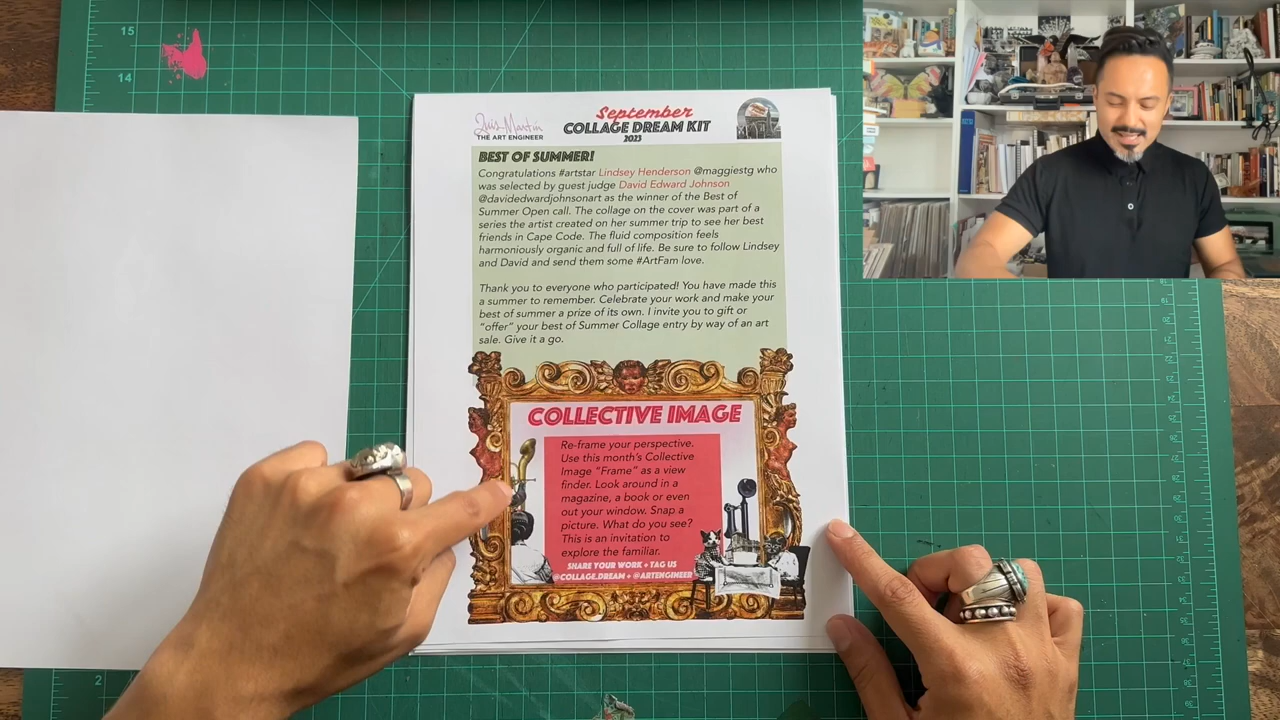 15
14
September
Luis Martin
THE ART ENGINEER
COLLAGE DREAM KIT
2023
BEST OF SUMMER!
Congratulations #artstar Lindsey Henderson @maggiestg who
was selected by guest judge David Edward Johnson
@davidedwardjohnsonart as the winner of the Best of
Summer Open call. The collage on the cover was part of a
series the artist created on her summer trip to see her best
friends in Cape Code. The fluid composition feels
harmoniously organic and full of life. Be sure to follow Lindsey
and David and send them some #ArtFam love.
Thank you to everyone who participated! You have made this
a summer to remember. Celebrate your work and make your
best of summer a prize of its own. I invite you to gift or
“offer” your best of Summer Collage entry by way of an art
sale. Give it a go.
COLLECTIVE IMAGE
Re-frame your perspective.
Use this month's Collective
Image “Frame” as a view
finder. Look around in a
magazine, a book or even
out your window. Snap a
picture. What do you see?
This is an invitation to
explore the familiar.
SHARE YOUR WORK + TAG US
@COLLAGE.DREAM + @ARTENGINEER
2